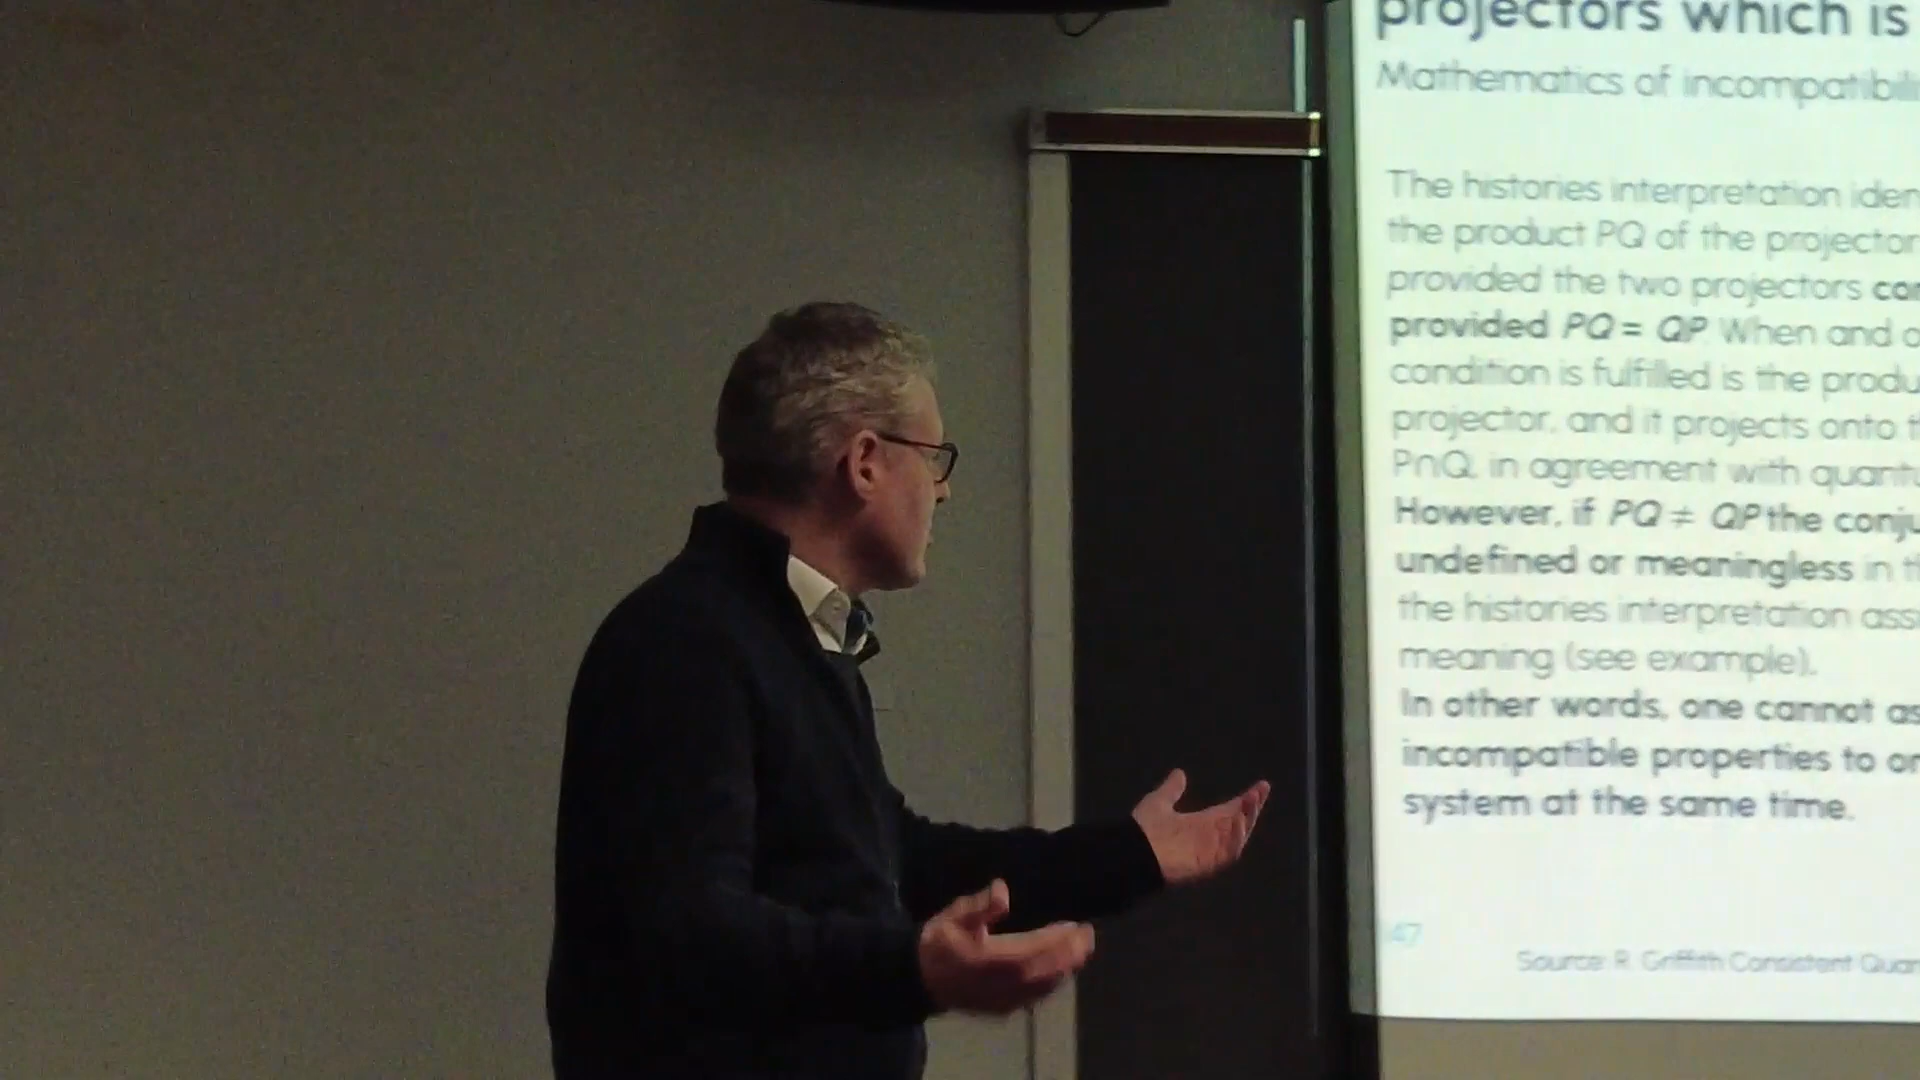 projectors which is
Mathematics of incompatibili
The histories interpretation iden
the product PQ of the projector
provided the two projectors com
provided PQ = QP. When and o
condition is fulfilled is the produ
projector, and it projects onto t
P∩Q, in agreement with quantu
However, if PQ ≠ QP the conju
undefined or meaningless in t
the histories interpretation ass
meaning (see example).
In other words, one cannot as
incompatible properties to on
system at the same time.
47
Source: R. Griffith Consistent Quan